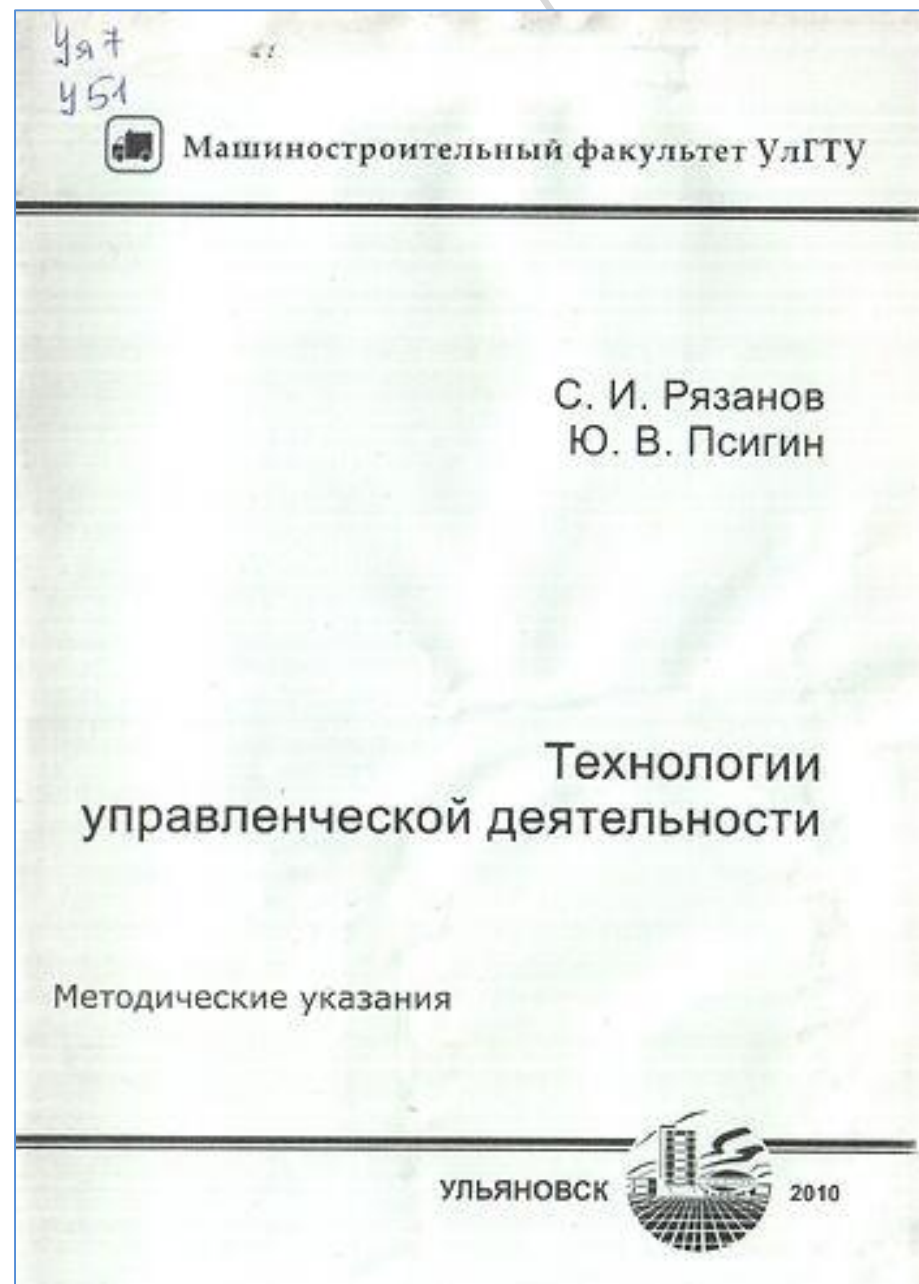 Уя7
У51
Машиностроительный факультет УлГТУ
С. И. Рязанов
Ю. В. Псигин
Технологии
управленческой деятельности
Методические указания
УЛЬЯНОВСК 2010